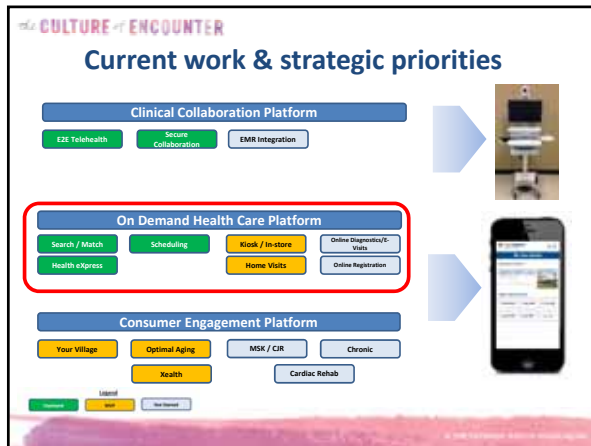 the CULTURE of ENCOUNTER
Current work & strategic priorities
Clinical Collaboration Platform
E2E Telehealth
Secure
Collaboration
EMR Integration
On Demand Health Care Platform
Search / Match
Scheduling
Kiosk / In-store
Online Diagnostics/E-
Visits
Health eXpress
Home Visits
Online Registration
Consumer Engagement Platform
Your Village
Optimal Aging
MSK / CJR
Chronic
Xealth
Cardiac Rehab
Legend
Not Started